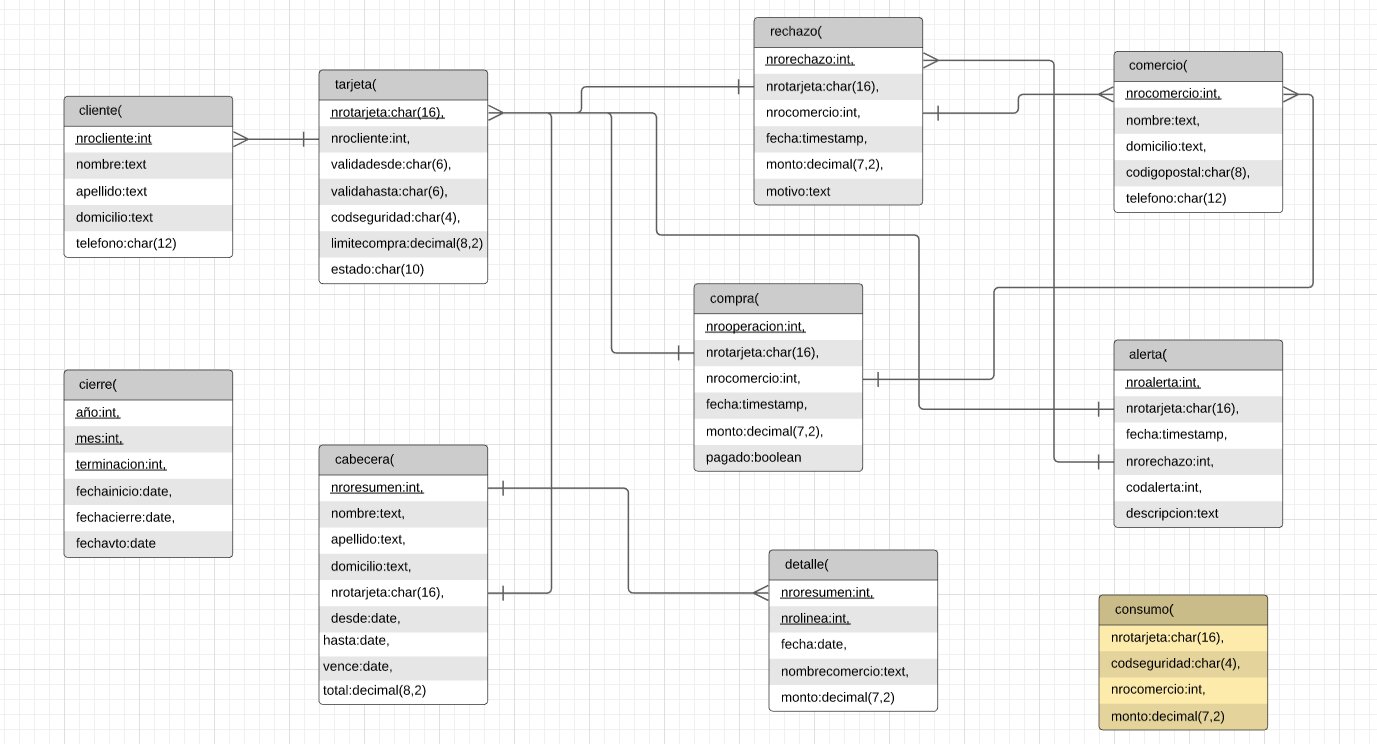 cliente(
nrocliente:int
nombre:text
apellido:text
domicilio:text
telefono:char(12)
tarjeta(
nrotarjeta:char(16),
nrocliente:int,
validadesde:char(6),
validahasta:char(6),
codseguridad:char(4),
limitecompra:decimal(8,2)
estado:char(10)
rechazo(
nrorechazo:int,
nrotarjeta:char(16),
nrocomercio:int,
fecha:timestamp,
monto:decimal(7,2),
motivo:text
comercio(
nrocomercio:int,
nombre:text,
domicilio:text,
codigopostal:char(8),
telefono:char(12)
compra(
nrooperacion:int,
nrotarjeta:char(16),
nrocomercio:int,
fecha:timestamp,
monto:decimal(7,2),
pagado:boolean
alerta(
nroalerta:int,
nrotarjeta:char(16),
fecha:timestamp,
nrorechazo:int,
codalerta:int,
descripcion:text
cierre(
año:int,
mes:int,
terminacion:int,
fechainicio:date,
fechacierre:date,
fechavto:date
cabecera(
nroresumen:int,
nombre:text,
apellido:text,
domicilio:text,
nrotarjeta:char(16),
desde:date,
hasta:date,
vence:date,
total:decimal(8,2)
detalle(
nroresumen:int,
nrolinea:int,
fecha:date,
nombrecomercio:text,
monto:decimal(7,2)
consumo(
nrotarjeta:char(16),
codseguridad:char(4),
nrocomercio:int,
monto:decimal(7,2)